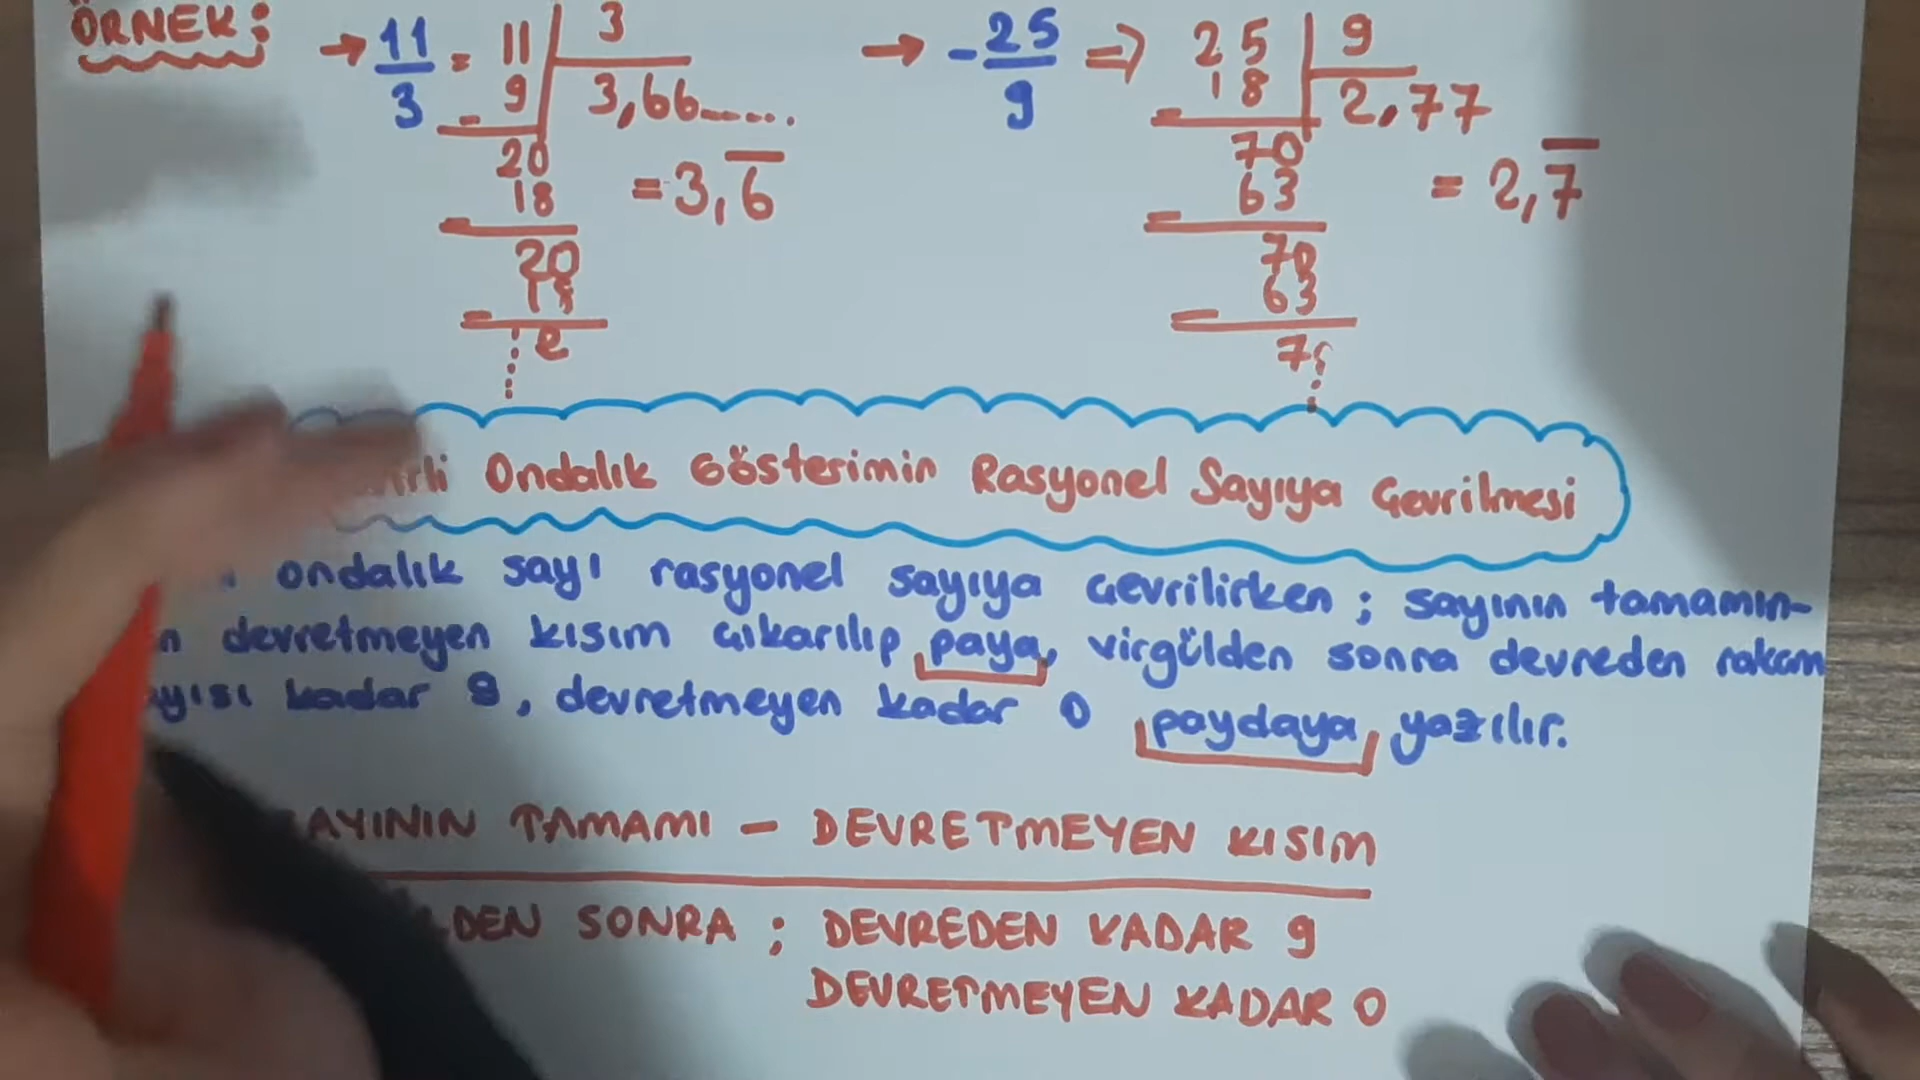 ÖRNEK:
→ 11/3 = 11 | 3
9 3,66.....
- 20 = 3,6̅
18
- 20
18
- 2
→ -25/9 ⇒ 25 | 9
18 2,77
- 70 = 2,7̅
63
- 70
63
- 7
Ondalık Gösterimin Rasyonel Sayıya Çevrilmesi
ondalık sayı rasyonel sayıya çevrilirken; sayının tamamın-
devretmeyen kısım çıkarılıp paya, virgülden sonra devreden rakam
kadar 9, devretmeyen kadar 0 paydaya yazılır.
TAMAMI - DEVRETMEYEN KISIM
SONRA ; DEVREDEN KADAR 9
DEVRETMEYEN KADAR 0